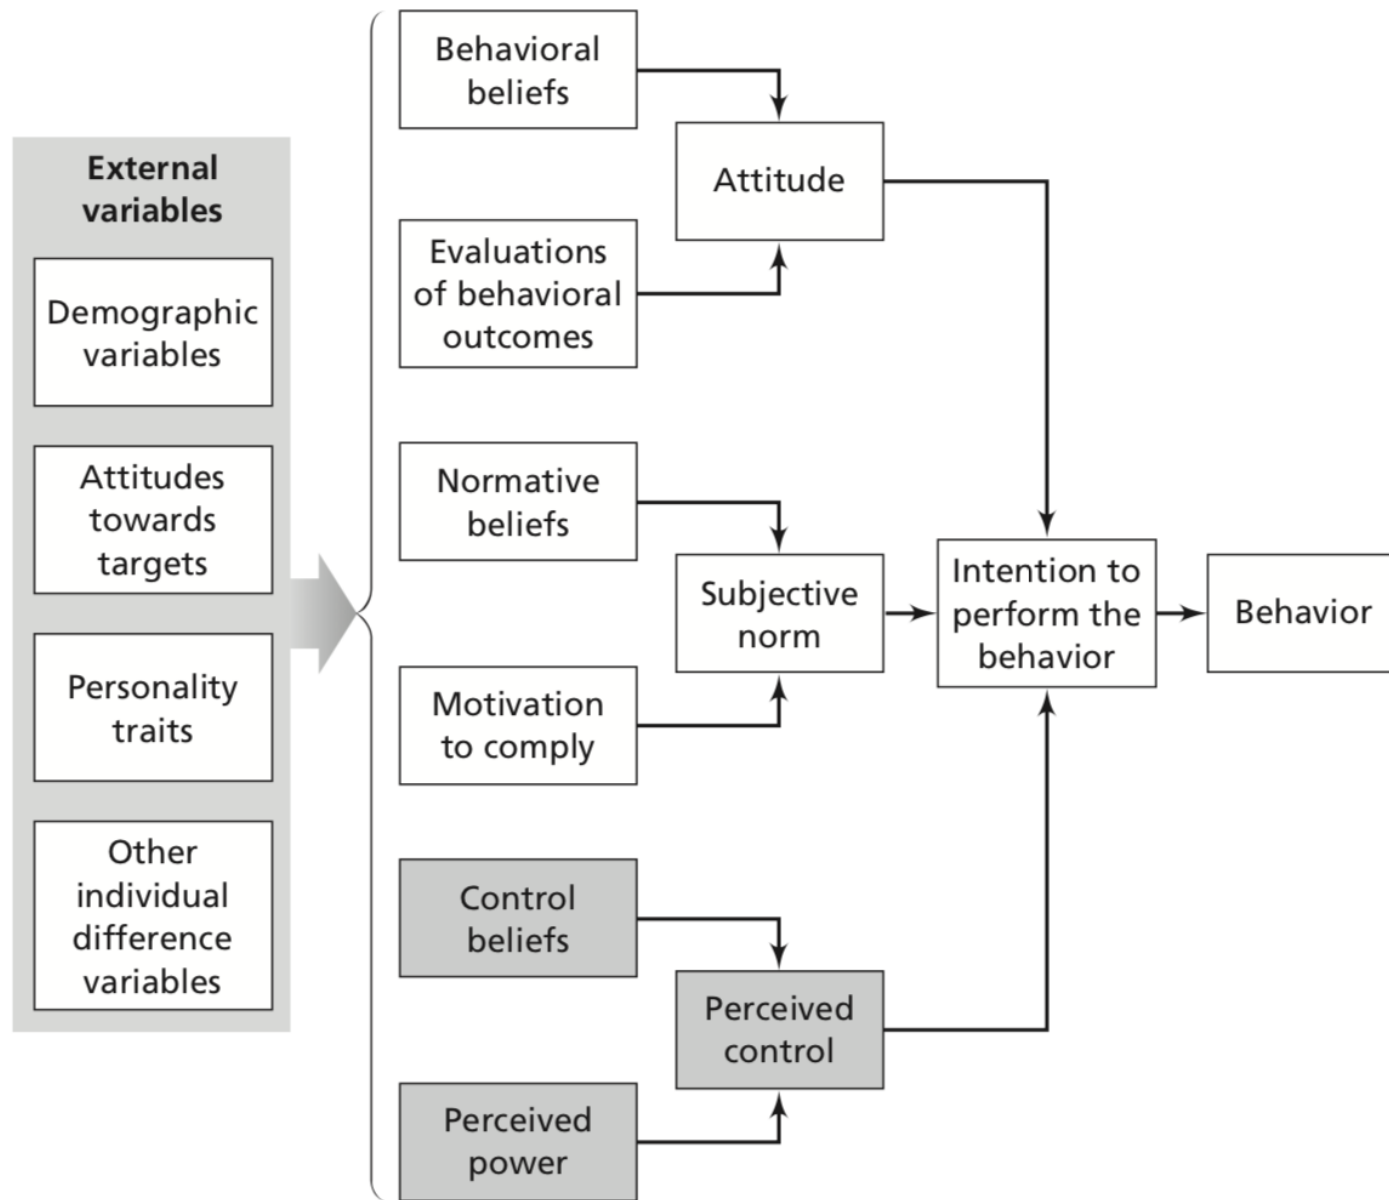 External
variables
Demographic
variables
Attitudes
towards
targets
Personality
traits
Other
individual
difference
variables
Behavioral
beliefs
Evaluations
of behavioral
outcomes
Normative
beliefs
Motivation
to comply
Control
beliefs
Perceived
power
Attitude
Subjective
norm
Perceived
control
Intention to
perform the
behavior
Behavior